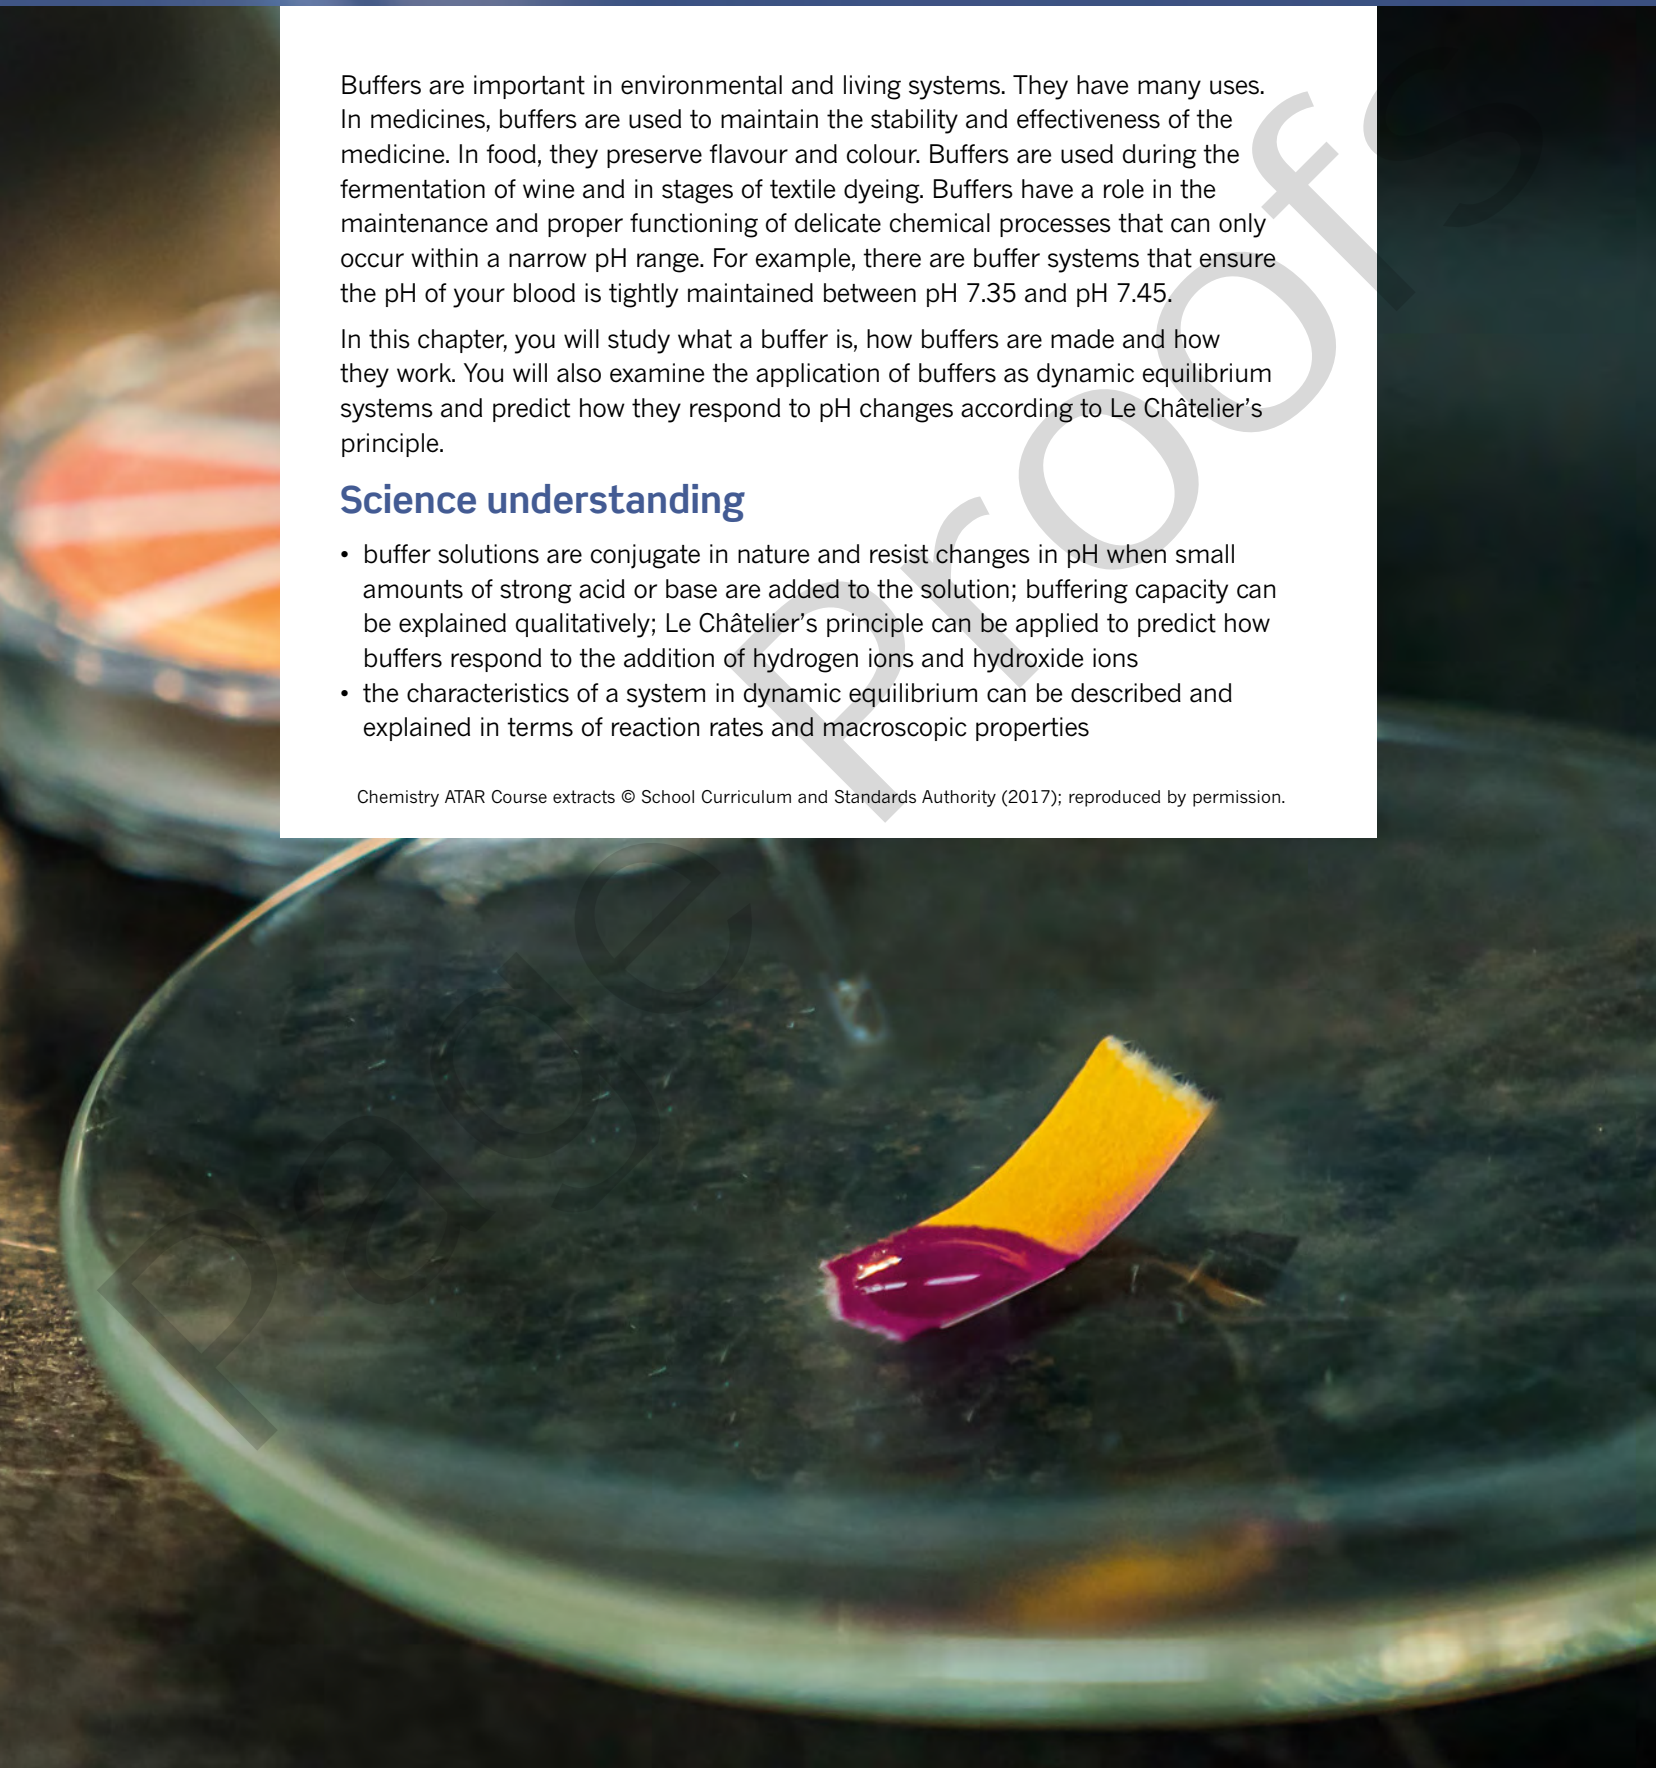 Buffers are important in environmental and living systems. They have many uses.
In medicines, buffers are used to maintain the stability and effectiveness of the
medicine. In food, they preserve flavour and colour. Buffers are used during the
fermentation of wine and in stages of textile dyeing. Buffers have a role in the
maintenance and proper functioning of delicate chemical processes that can only
occur within a narrow pH range. For example, there are buffer systems that ensure
the pH of your blood is tightly maintained between pH 7.35 and pH 7.45.
In this chapter, you will study what a buffer is, how buffers are made and how
they work. You will also examine the application of buffers as dynamic equilibrium
systems and predict how they respond to pH changes according to Le Châtelier’s
principle.
Science understanding
• buffer solutions are conjugate in nature and resist changes in pH when small
amounts of strong acid or base are added to the solution; buffering capacity can
be explained qualitatively; Le Châtelier’s principle can be applied to predict how
buffers respond to the addition of hydrogen ions and hydroxide ions
• the characteristics of a system in dynamic equilibrium can be described and
explained in terms of reaction rates and macroscopic properties
Chemistry ATAR Course extracts © School Curriculum and Standards Authority (2017); reproduced by permission.
Page Proofs